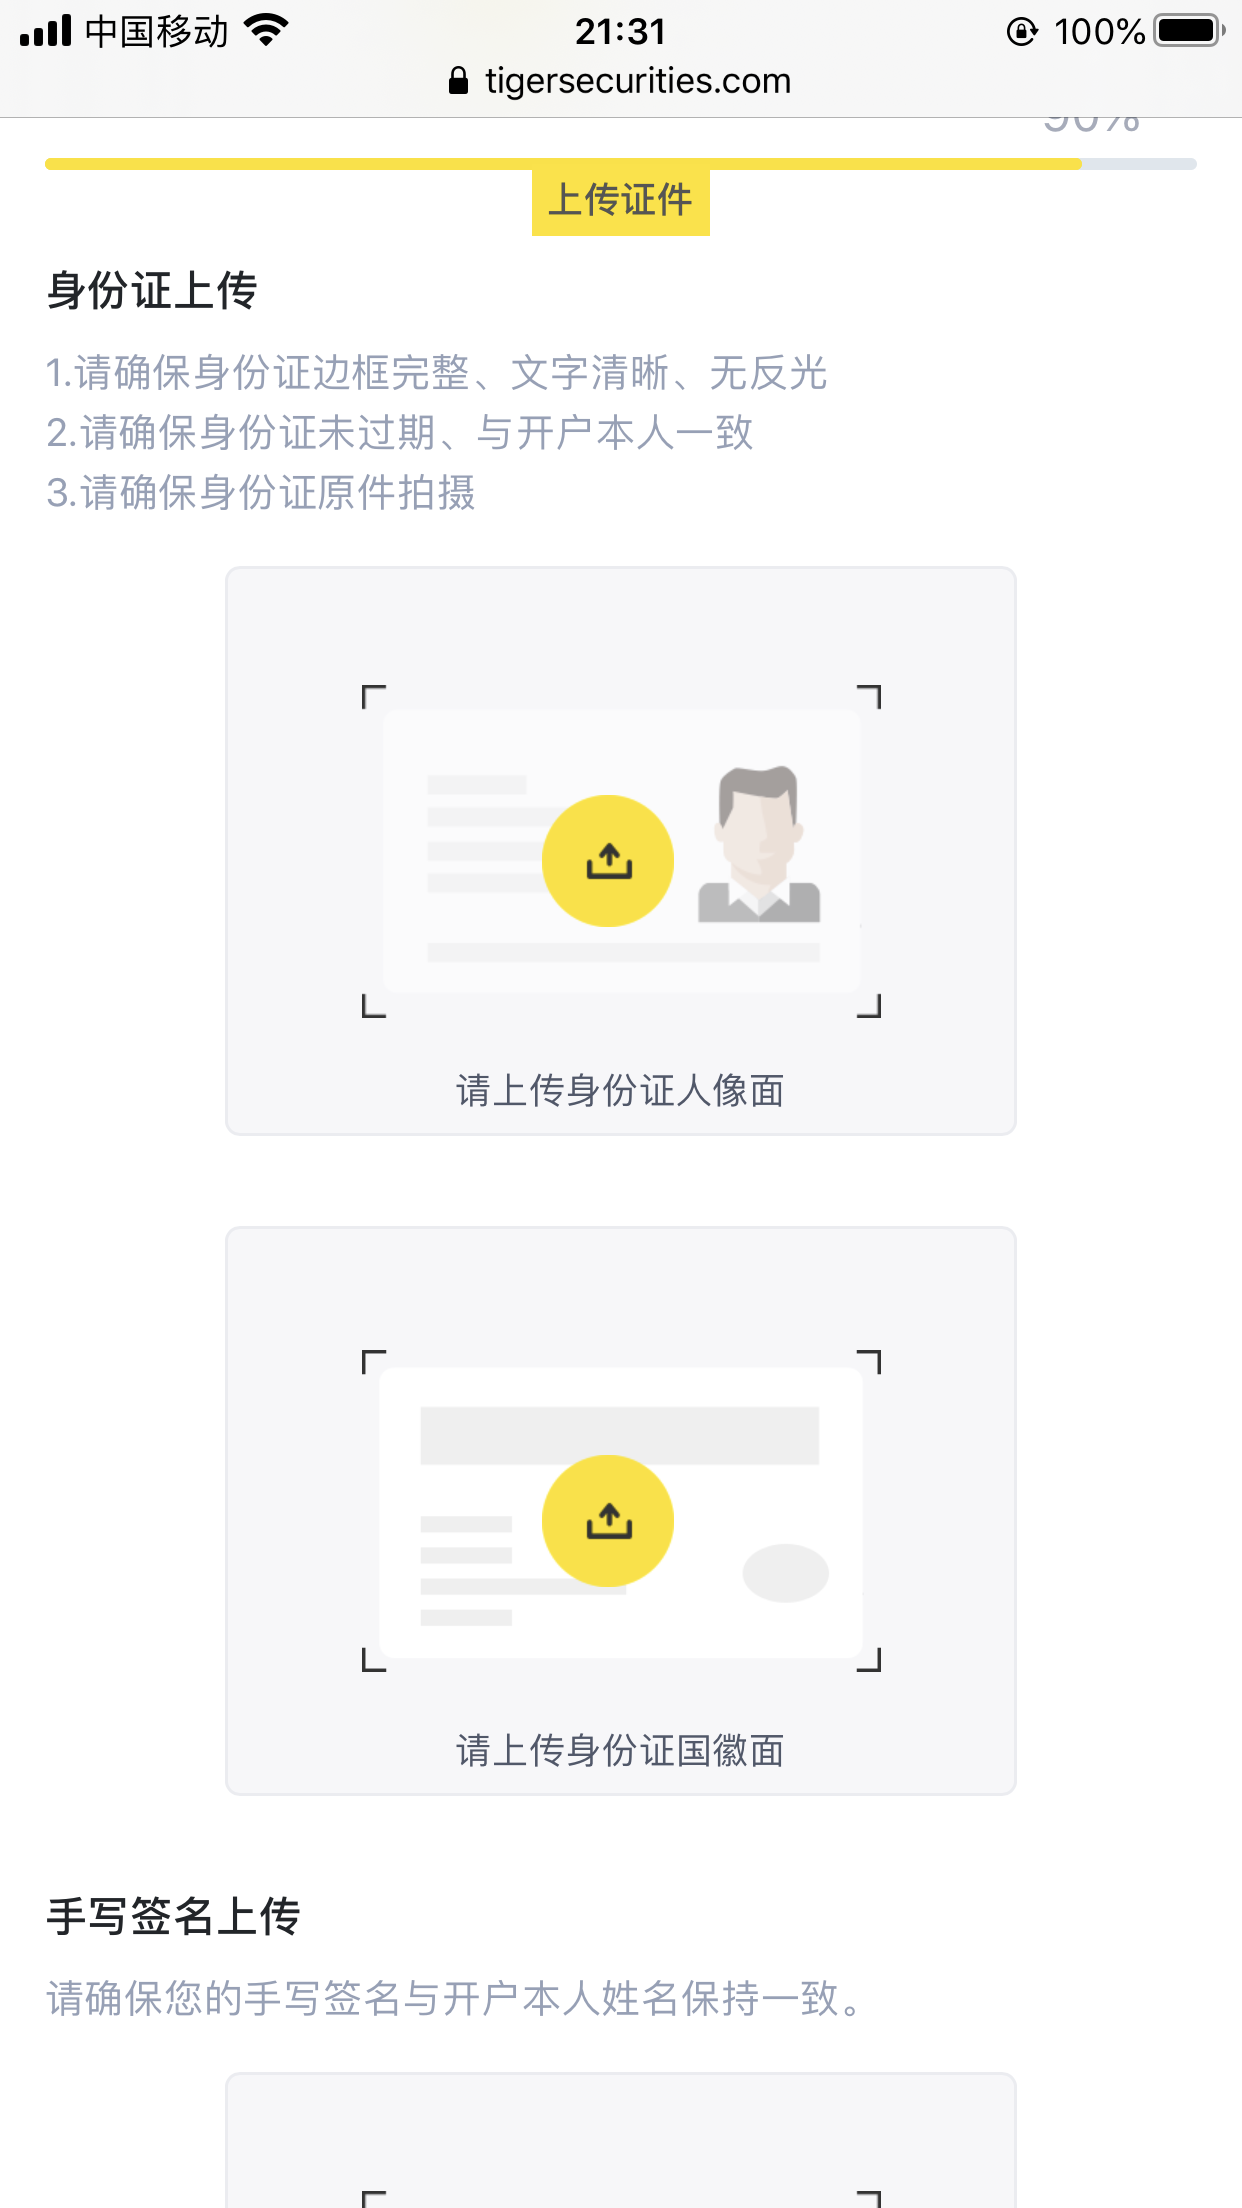 中国移动
21:31
100%
tigersecurities.com
90%
上传证件
身份证上传
1.请确保身份证边框完整、文字清晰、无反光
2.请确保身份证未过期、与开户本人一致
3.请确保身份证原件拍摄
请上传身份证人像面
请上传身份证国徽面
手写签名上传
请确保您的手写签名与开户本人姓名保持一致。